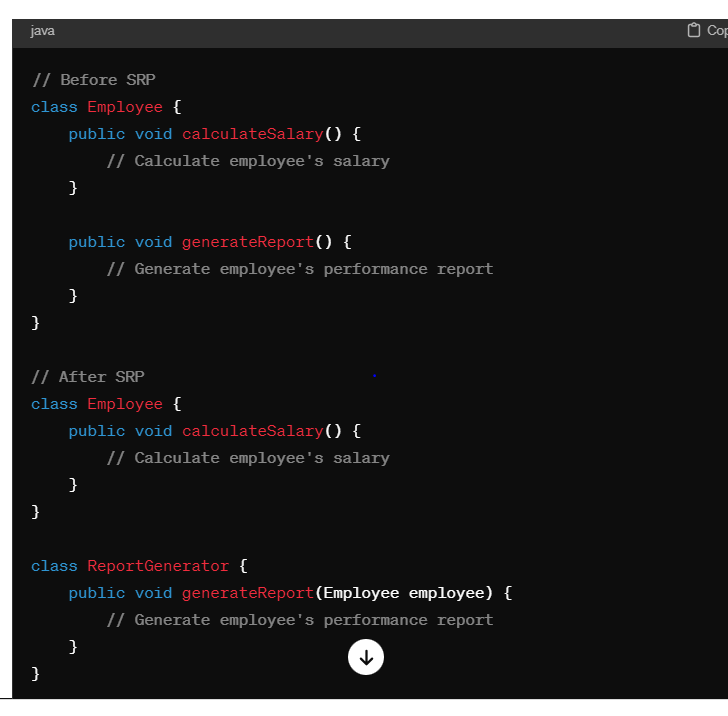 java
Cop
// Before SRP
class Employee {
    public void calculateSalary() {
        // Calculate employee's salary
    }
    public void generateReport() {
        // Generate employee's performance report
    }
}
// After SRP
class Employee {
    public void calculateSalary() {
        // Calculate employee's salary
    }
}
class ReportGenerator {
    public void generateReport(Employee employee) {
        // Generate employee's performance report
    }
}